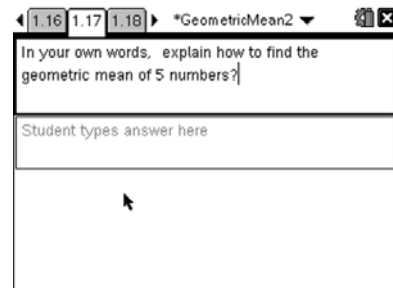 1.16 1.17 1.18 *GeometricMean2
In your own words, explain how to find the
geometric mean of 5 numbers?
Student types answer here